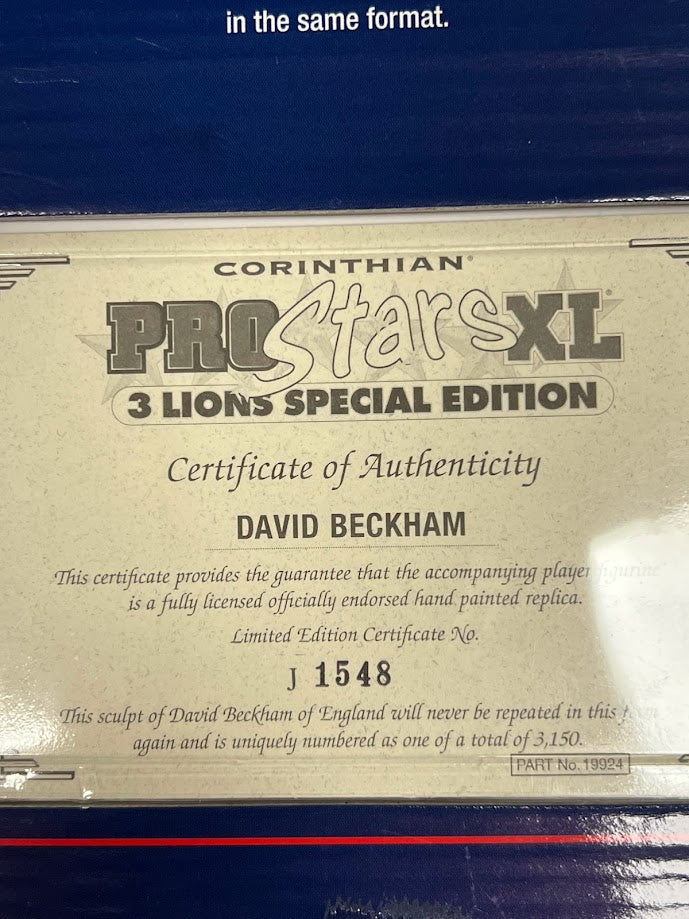 in the same format.
CORINTHIAN®
PROStarsXL®
3 LIONS SPECIAL EDITION
Certificate of Authenticity
DAVID BECKHAM
This certificate provides the guarantee that the accompanying player figurine
is a fully licensed officially endorsed hand painted replica.
Limited Edition Certificate No.
J 1548
This sculpt of David Beckham of England will never be repeated in this
again and is uniquely numbered as one of a total of 3,150.
PART No. 19924